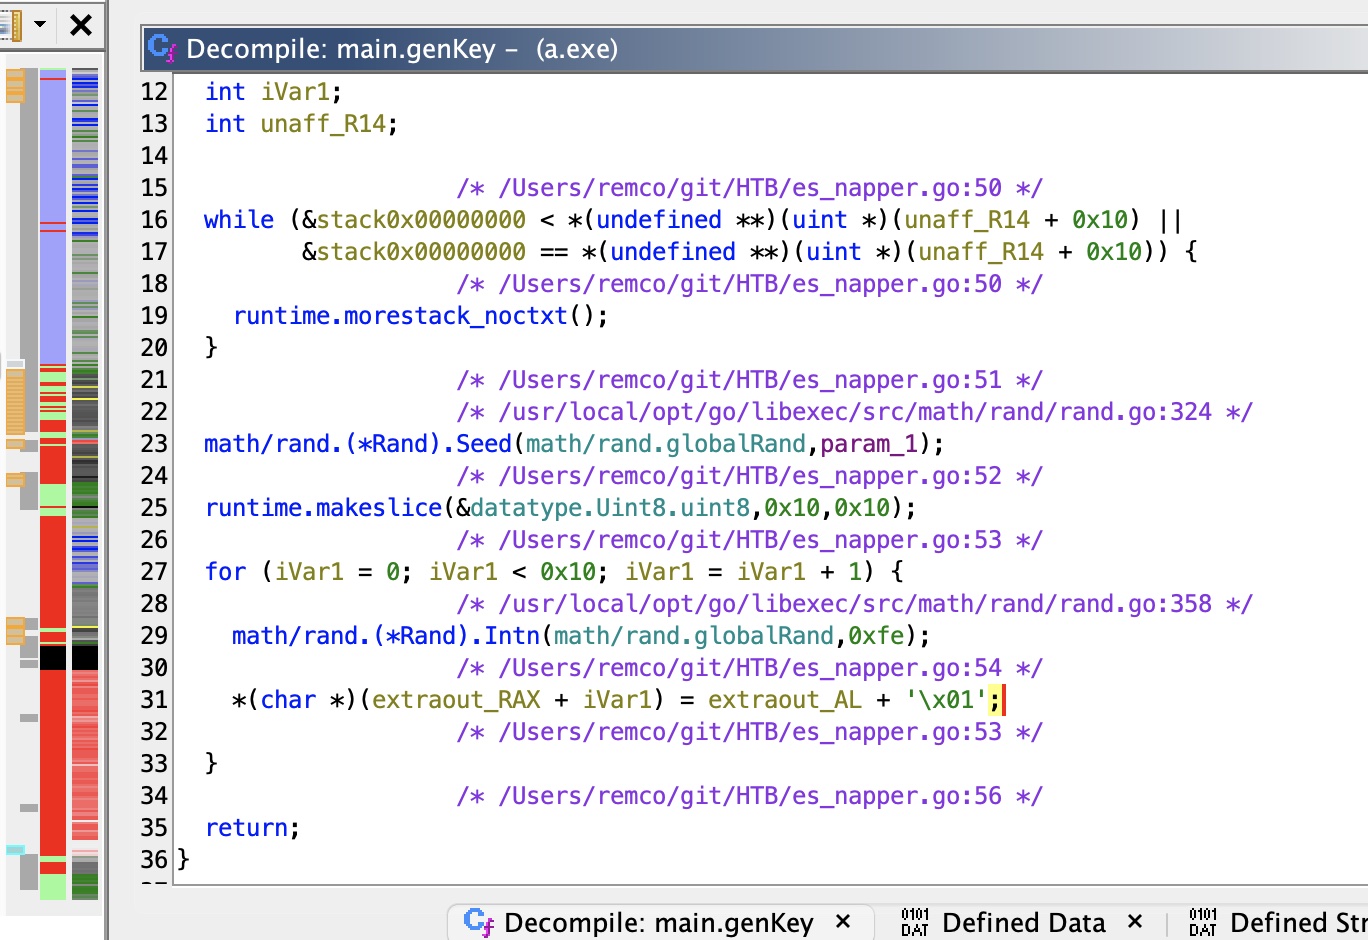 Decompile: main.genKey – (a.exe)
12 int iVar1;
13 int unaff_R14;
14
15 /* /Users/remco/git/HTB/es_napper.go:50 */
16 while (&stack0x00000000 < *(undefined **)(uint *)(unaff_R14 + 0x10) ||
17 &stack0x00000000 == *(undefined **)(uint *)(unaff_R14 + 0x10)) {
18 /* /Users/remco/git/HTB/es_napper.go:50 */
19 runtime.morestack_noctxt();
20 }
21 /* /Users/remco/git/HTB/es_napper.go:51 */
22 /* /usr/local/opt/go/libexec/src/math/rand/rand.go:324 */
23 math/rand.(*Rand).Seed(math/rand.globalRand,param_1);
24 /* /Users/remco/git/HTB/es_napper.go:52 */
25 runtime.makeslice(&datatype.Uint8.uint8,0x10,0x10);
26 /* /Users/remco/git/HTB/es_napper.go:53 */
27 for (iVar1 = 0; iVar1 < 0x10; iVar1 = iVar1 + 1) {
28 /* /usr/local/opt/go/libexec/src/math/rand/rand.go:358 */
29 math/rand.(*Rand).Intn(math/rand.globalRand,0xfe);
30 /* /Users/remco/git/HTB/es_napper.go:54 */
31 *(char *)(extraout_RAX + iVar1) = extraout_AL + '\x01';
32 /* /Users/remco/git/HTB/es_napper.go:53 */
33 }
34 /* /Users/remco/git/HTB/es_napper.go:56 */
35 return;
36 }
Decompile: main.genKey × 0101 DAT Defined Data × 0101 DAT Defined Str